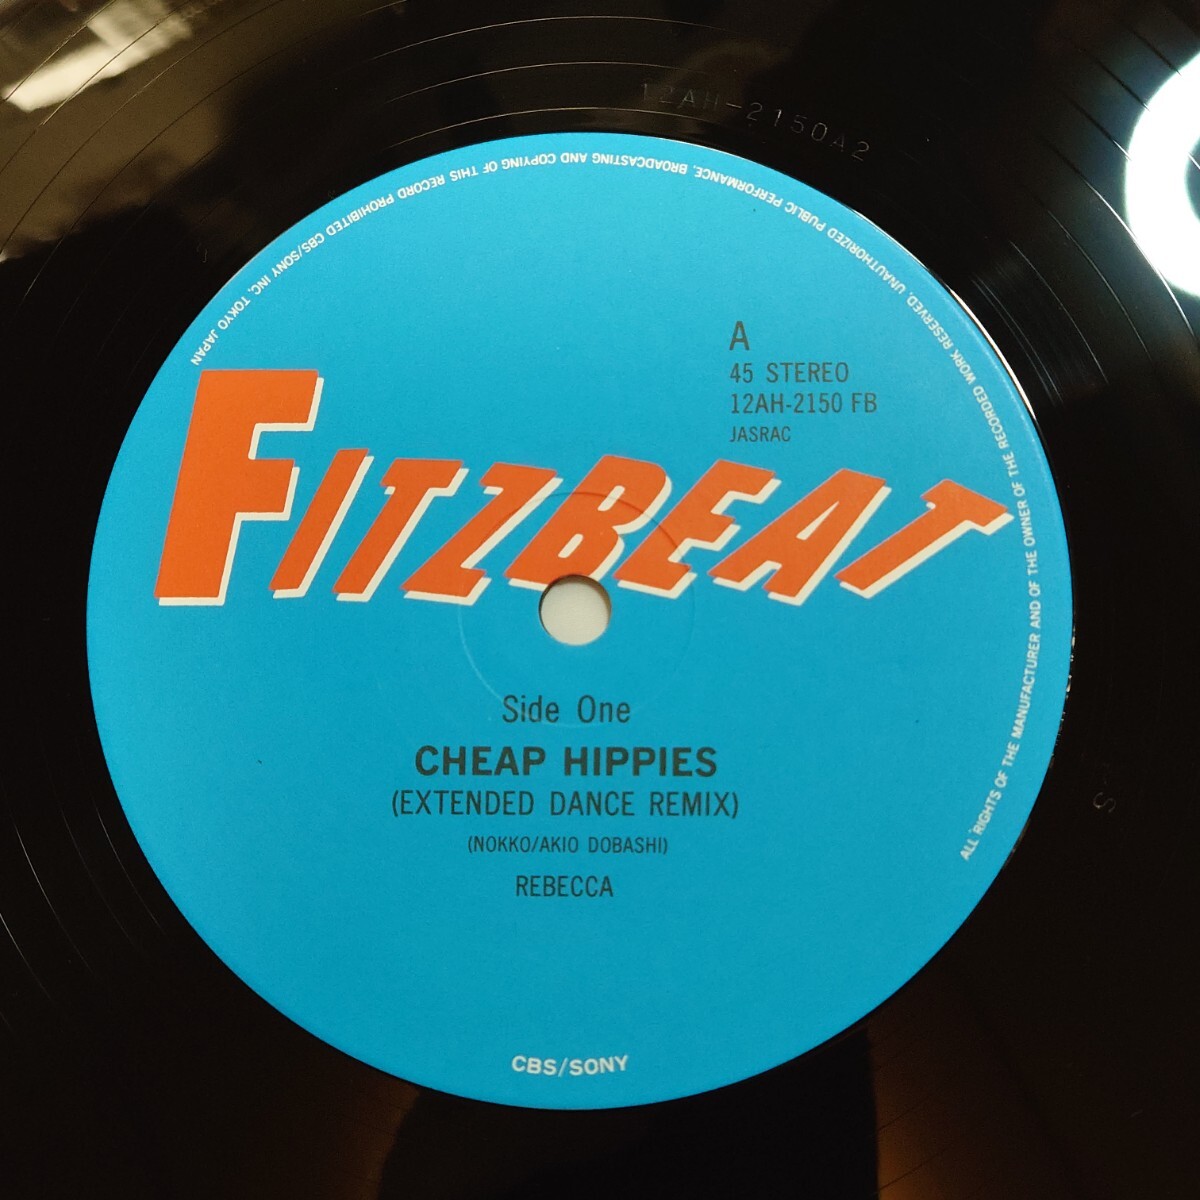 12AH-2150A2
ALL RIGHTS OF THE MANUFACTURER AND OF THE OWNER OF THE RECORDED WORK RESERVED. UNAUTHORIZED PUBLIC PERFORMANCE. BROADCASTING AND COPYING OF THIS RECORD PROHIBITED CBS/SONY INC. TOKYO JAPAN
A
45 STEREO
12AH-2150 FB
JASRAC
FITZBEAT
Side One
CHEAP HIPPIES
(EXTENDED DANCE REMIX)
(NOKKO/AKIO DOBASHI)
REBECCA
CBS/SONY